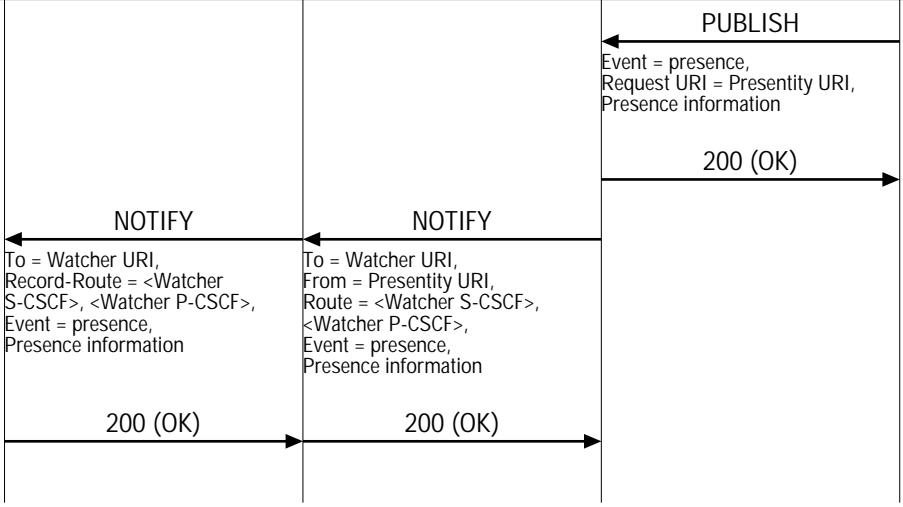 PUBLISH
Event = presence,
Request URI = Presentity URI,
Presence information
200 (OK)
NOTIFY
To = Watcher URI,
Record-Route = <Watcher
S-CSCF>, <Watcher P-CSCF>,
Event = presence,
Presence information
NOTIFY
To = Watcher URI,
From = Presentity URI,
Route = <Watcher S-CSCF>,
<Watcher P-CSCF>,
Event = presence,
Presence information
200 (OK)
200 (OK)